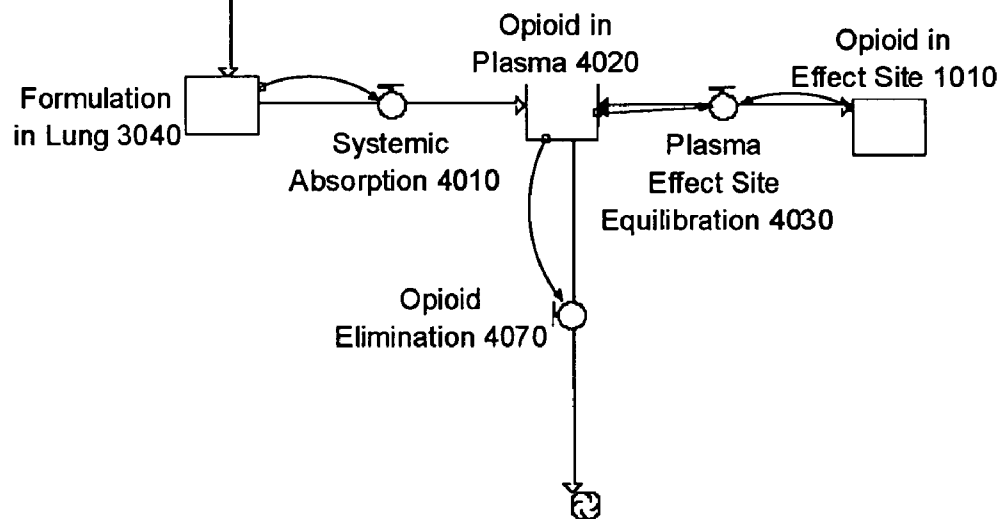 Opioid in
Plasma 4020
Opioid in
Effect Site 1010
Formulation
in Lung 3040
Systemic
Absorption 4010
Plasma
Effect Site
Equilibration 4030
Opioid
Elimination 4070